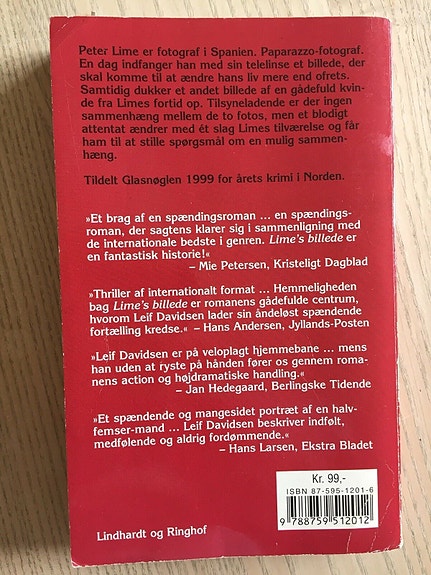 Peter Lime er fotograf i Spanien. Paparazzo-fotograf.
En dag indfanger han med sin telelinse et billede, der
skal komme til at ændre hans liv mere end ofrets.
Samtidig dukker et andet billede af en gådefuld kvin-
de fra Limes fortid op. Tilsyneladende er der ingen
sammenhæng mellem de to fotos, men et blodigt
attentat ændrer med ét slag Limes tilværelse og får
ham til at stille spørgsmål om en mulig sammen-
hæng.
Tildelt Glasnøglen 1999 for årets krimi i Norden.
»Et brag af en spændingsroman ... en spændings-
roman, der sagtens klarer sig i sammenligning med
de internationale bedste i genren. Lime's billede er
en fantastisk historie!«
– Mie Petersen, Kristeligt Dagblad
»Thriller af internationalt format ... Hemmeligheden
bag Lime's billede er romanens gådefulde centrum,
hvorom Leif Davidsen lader sin åndeløst spændende
fortælling kredse.« – Hans Andersen, Jyllands-Posten
»Leif Davidsen er på veloplagt hjemmebane ... mens
han uden at ryste på hånden fører os gennem roma-
nens action og højdramatiske handling.«
– Jan Hedegaard, Berlingske Tidende
»Et spændende og mangesidet portræt af en halv-
femser-mand ... Leif Davidsen beskriver indfølt,
medfølende og aldrig fordømmende.«
– Hans Larsen, Ekstra Bladet
Kr. 99,-
ISBN 87-595-1201-6
9 788759 512012
Lindhardt og Ringhof